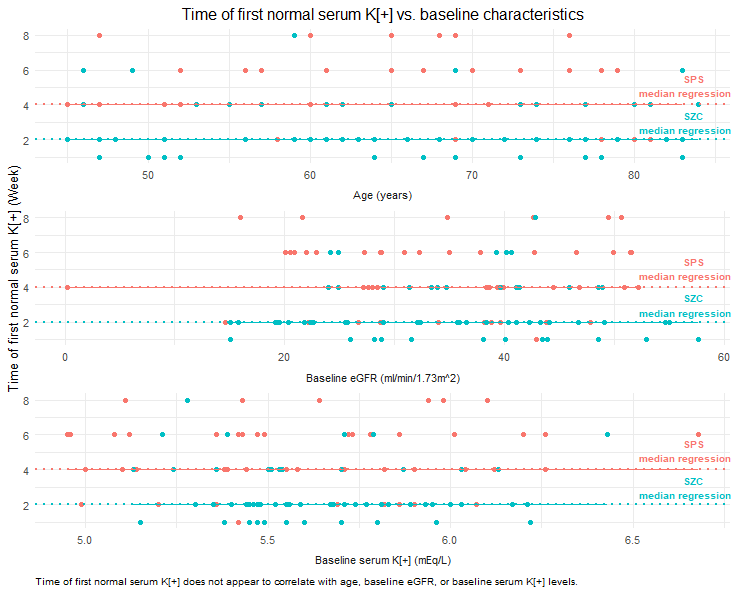 Time of first normal serum K[+] vs. baseline characteristics
Time of first normal serum K[+] (Week)
8
6
4
2
SPS
median regression
SZC
median regression
50
60
70
80
Age (years)
8
6
4
2
SPS
median regression
SZC
median regression
0
20
40
60
Baseline eGFR (ml/min/1.73m^2)
8
6
4
2
SPS
median regression
SZC
median regression
5.0
5.5
6.0
6.5
Baseline serum K[+] (mEq/L)
Time of first normal serum K[+] does not appear to correlate with age, baseline eGFR, or baseline serum K[+] levels.